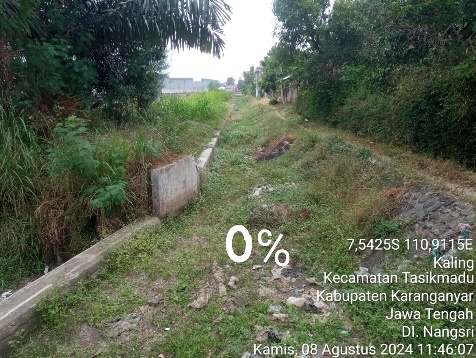 0%
7,5425S 110,9115E
Kaling
Kecamatan Tasikmadu
Kabupaten Karanganyar
Jawa Tengah
DI. Nangsri
Kamis, 08 Agustus 2024 11:46:07